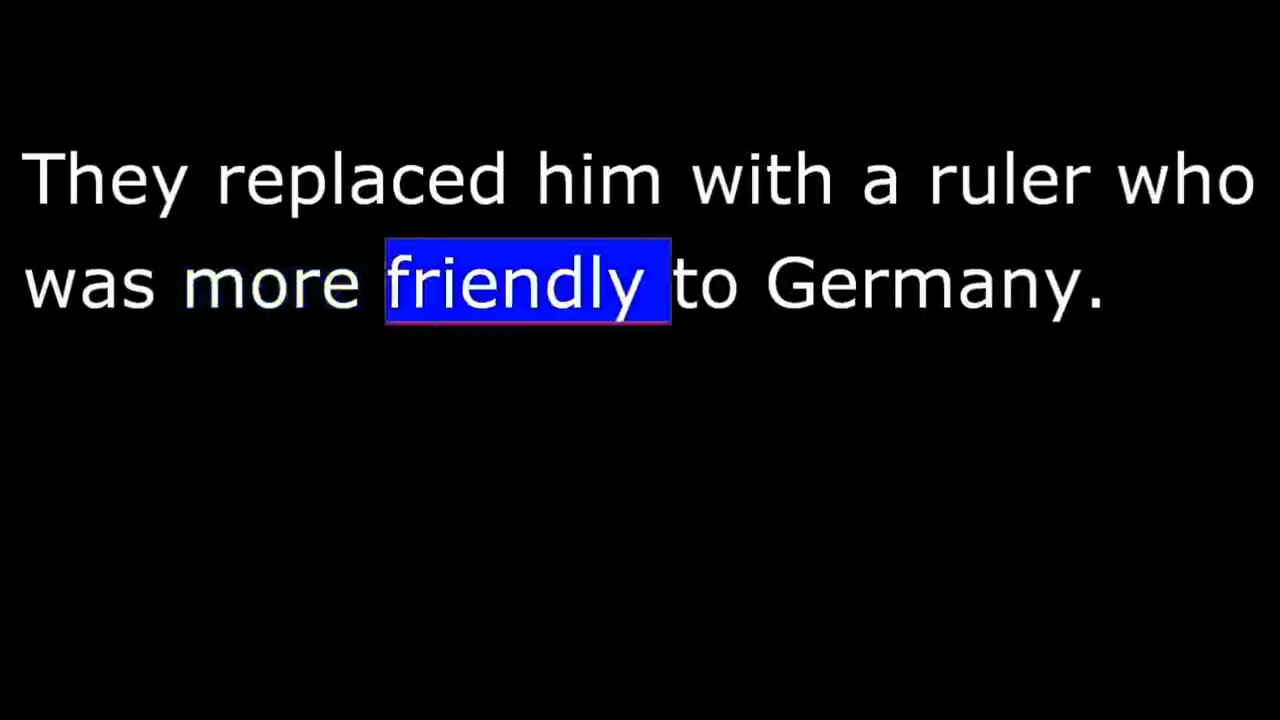 They replaced him with a ruler who
was more friendly to Germany.